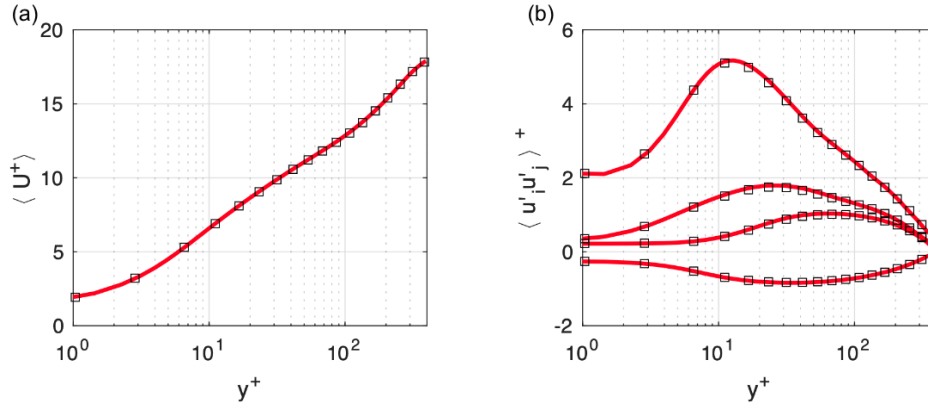 (a)
20
15
10
5
0
⟨ U⁺ ⟩
10⁰ 10¹ 10²
y⁺
(b)
6
4
2
0
-2
⟨ u'ᵢu'ⱼ ⟩⁺
10⁰ 10¹ 10²
y⁺